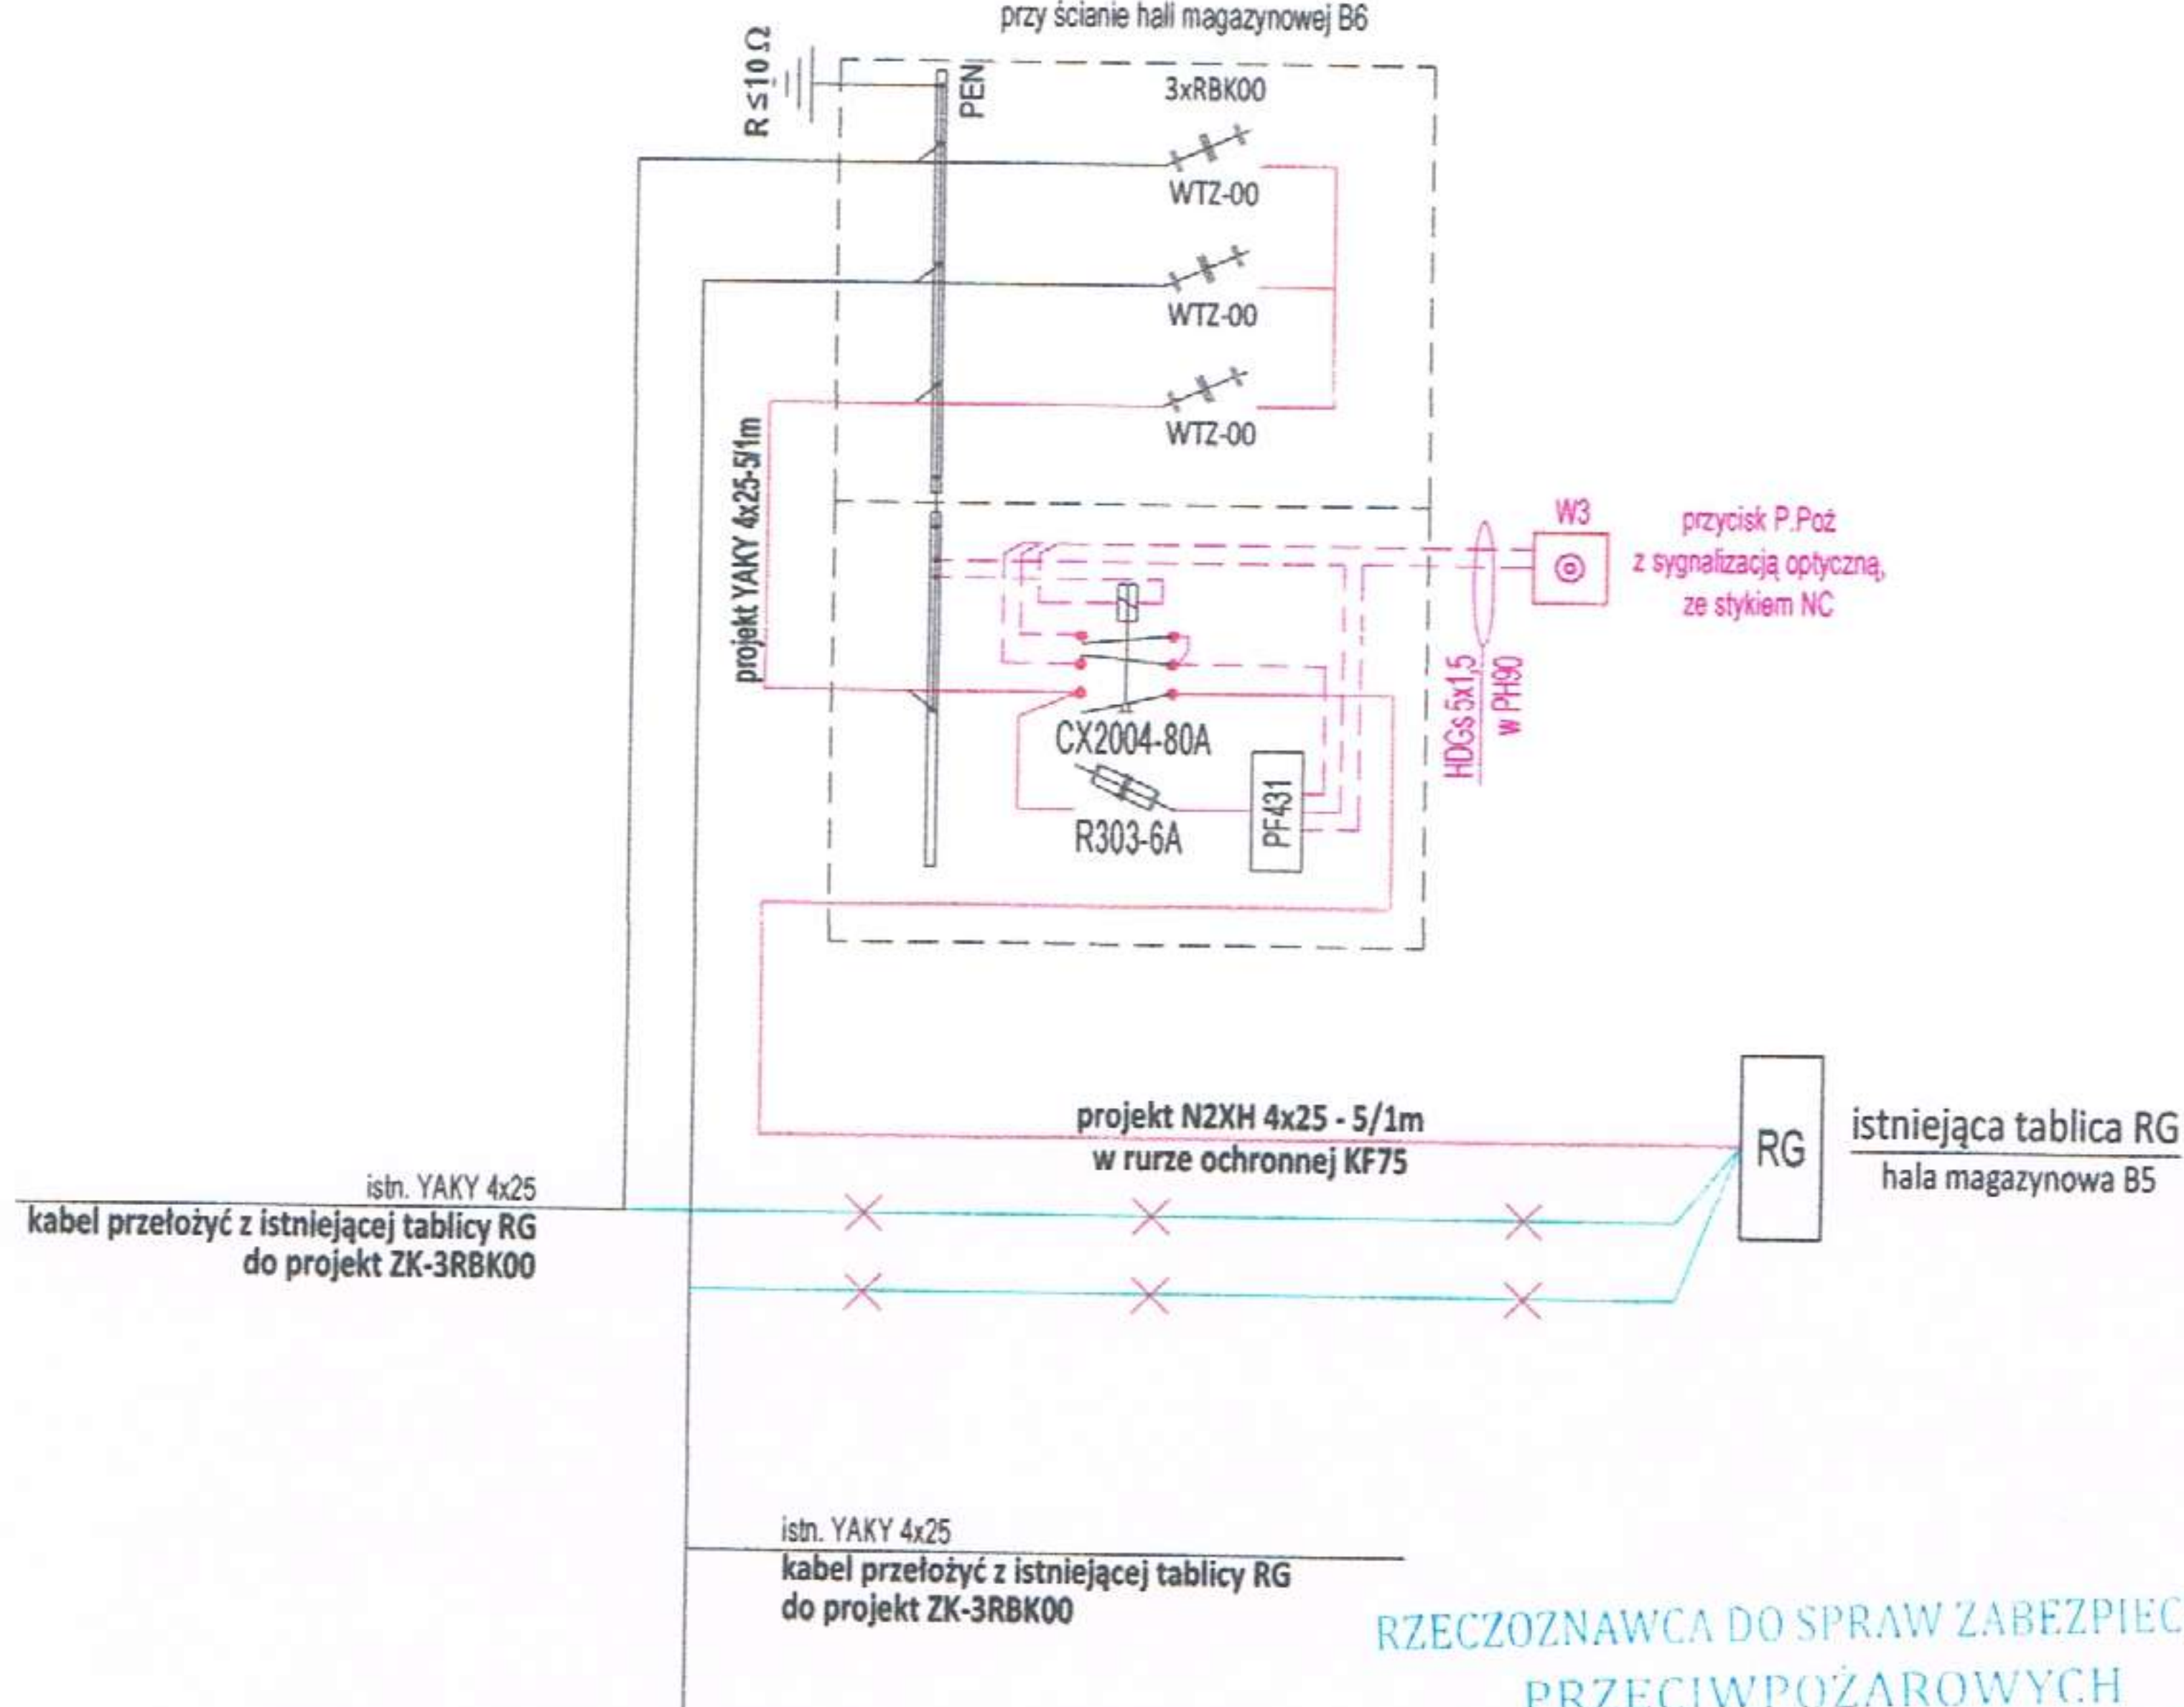 przy ścianie hali magazynowej B6
R≤10Ω
PEN
3xRBK00
WTZ-00
WTZ-00
WTZ-00
projekt YAKY 4x25-5/1m
W3
przycisk P.Poż
z sygnalizacją optyczną,
ze stykiem NC
HDGs 5x1,5
w PH90
CX2004-80A
R303-6A
PF431
projekt N2XH 4x25 - 5/1m
w rurze ochronnej KF75
RG
istniejąca tablica RG
hala magazynowa B5
istn. YAKY 4x25
kabel przełożyć z istniejącej tablicy RG
do projekt ZK-3RBK00
istn. YAKY 4x25
kabel przełożyć z istniejącej tablicy RG
do projekt ZK-3RBK00
RZECZOZNAWCA DO SPRAW ZABEZPIEC
PRZECIWPOŻAROWYCH